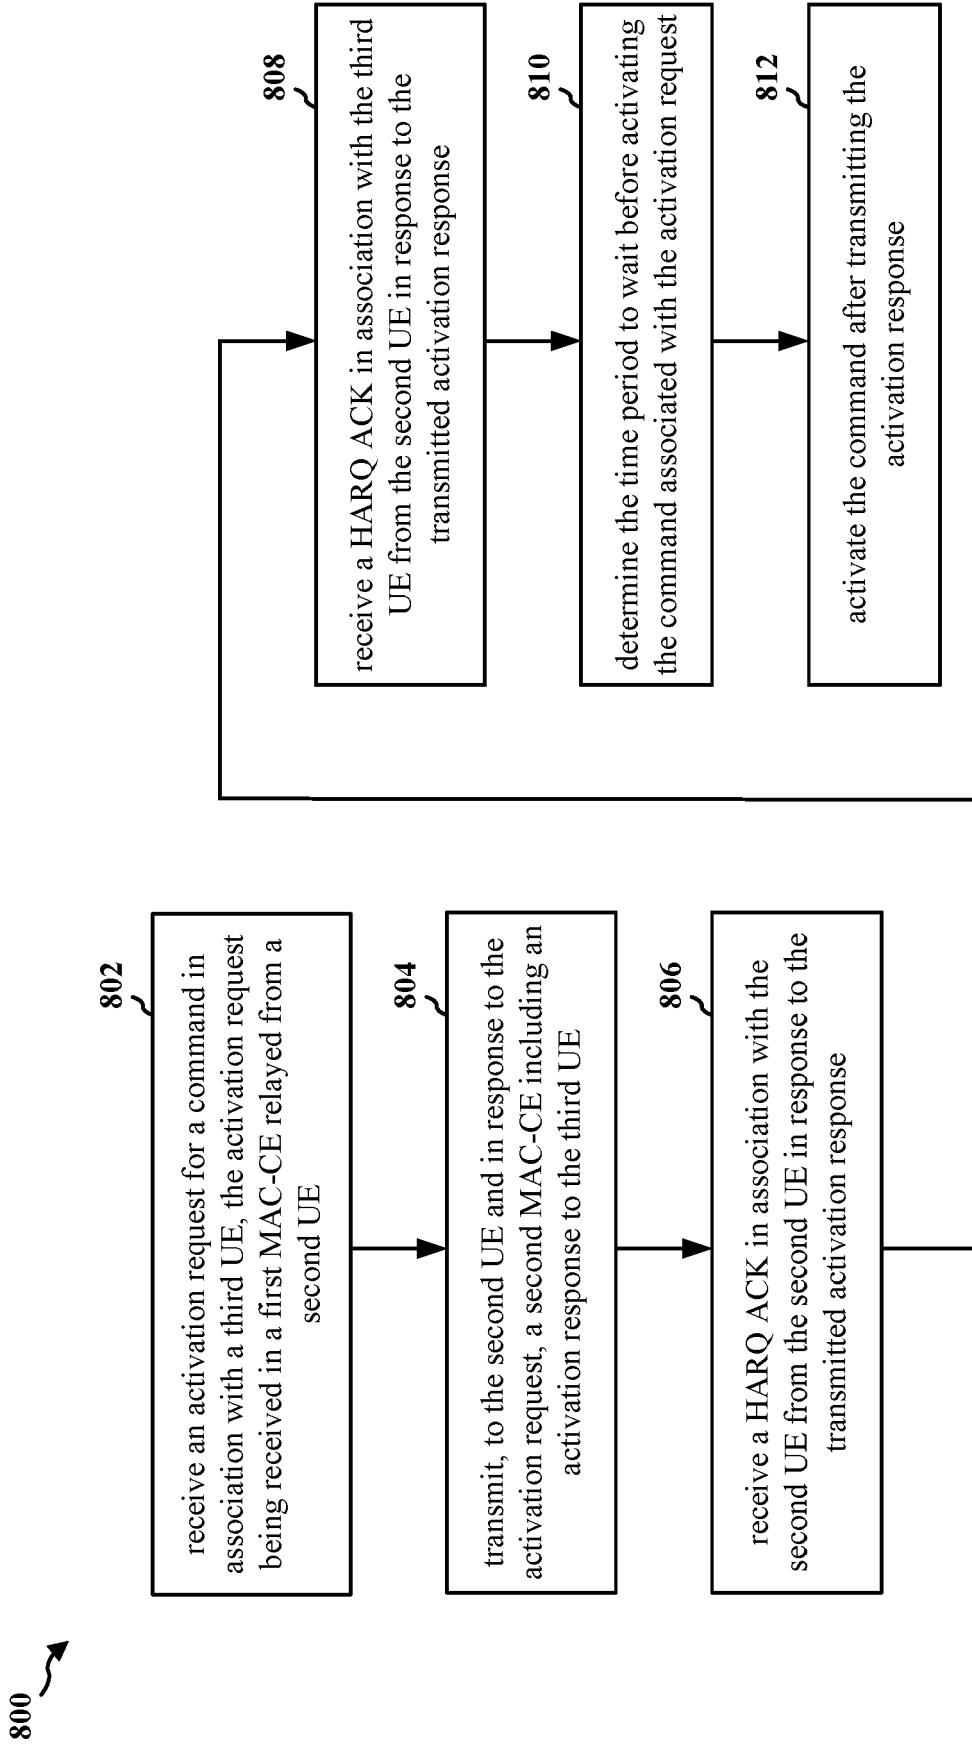 800
802
receive an activation request for a command in
association with a third UE, the activation request
being received in a first MAC-CE relayed from a
second UE
804
transmit, to the second UE and in response to the
activation request, a second MAC-CE including an
activation response to the third UE
806
receive a HARQ ACK in association with the
second UE from the second UE in response to the
transmitted activation response
808
receive a HARQ ACK in association with the third
UE from the second UE in response to the
transmitted activation response
810
determine the time period to wait before activating
the command associated with the activation request
812
activate the command after transmitting the
activation response